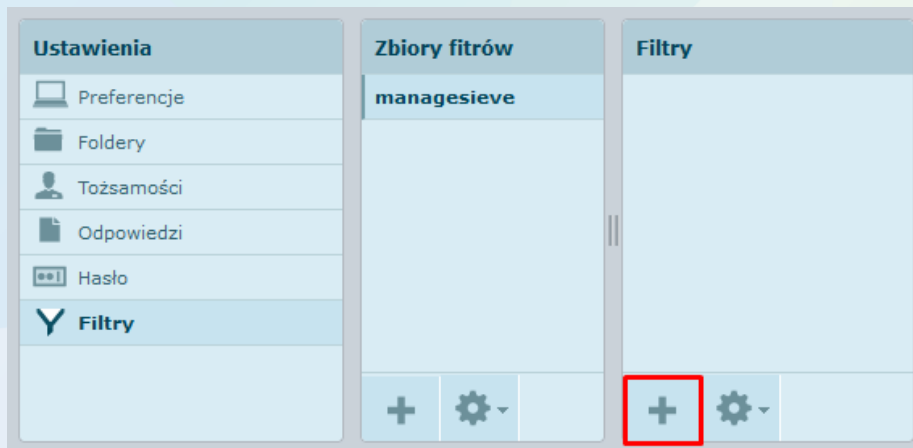 Ustawienia
Preferencje
Foldery
Tożsamości
Odpowiedzi
Hasło
Filtry
Zbiory fitrów
managesieve
Filtry